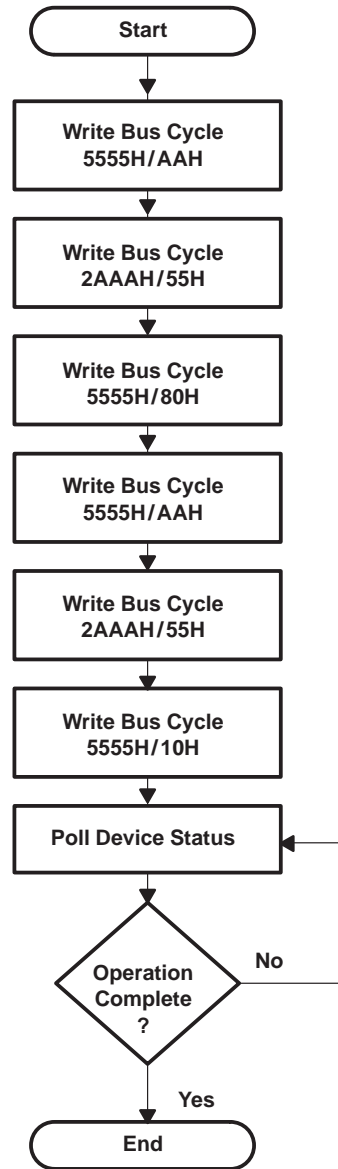 Start
Write Bus Cycle
5555H/AAH
Write Bus Cycle
2AAAH/55H
Write Bus Cycle
5555H/80H
Write Bus Cycle
5555H/AAH
Write Bus Cycle
2AAAH/55H
Write Bus Cycle
5555H/10H
Poll Device Status
Operation
Complete
?
No
Yes
End